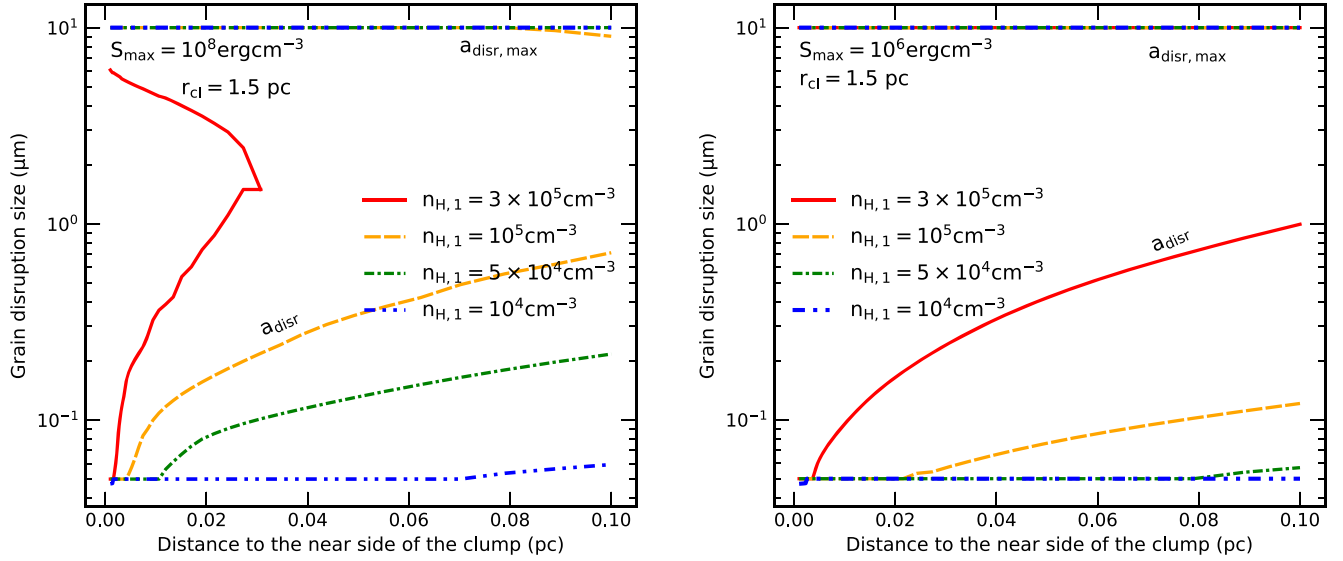 S_max = 10^8 ergcm^-3
r_cl = 1.5 pc
a_disr,max
n_H,1 = 3 × 10^5 cm^-3
n_H,1 = 10^5 cm^-3
n_H,1 = 5 × 10^4 cm^-3
n_H,1 = 10^4 cm^-3
a_disr
Grain disruption size (μm)
10^1
10^0
10^-1
0.00 0.02 0.04 0.06 0.08 0.10
Distance to the near side of the clump (pc)
S_max = 10^6 ergcm^-3
r_cl = 1.5 pc
a_disr,max
n_H,1 = 3 × 10^5 cm^-3
n_H,1 = 10^5 cm^-3
n_H,1 = 5 × 10^4 cm^-3
n_H,1 = 10^4 cm^-3
a_disr
Grain disruption size (μm)
10^1
10^0
10^-1
0.00 0.02 0.04 0.06 0.08 0.10
Distance to the near side of the clump (pc)